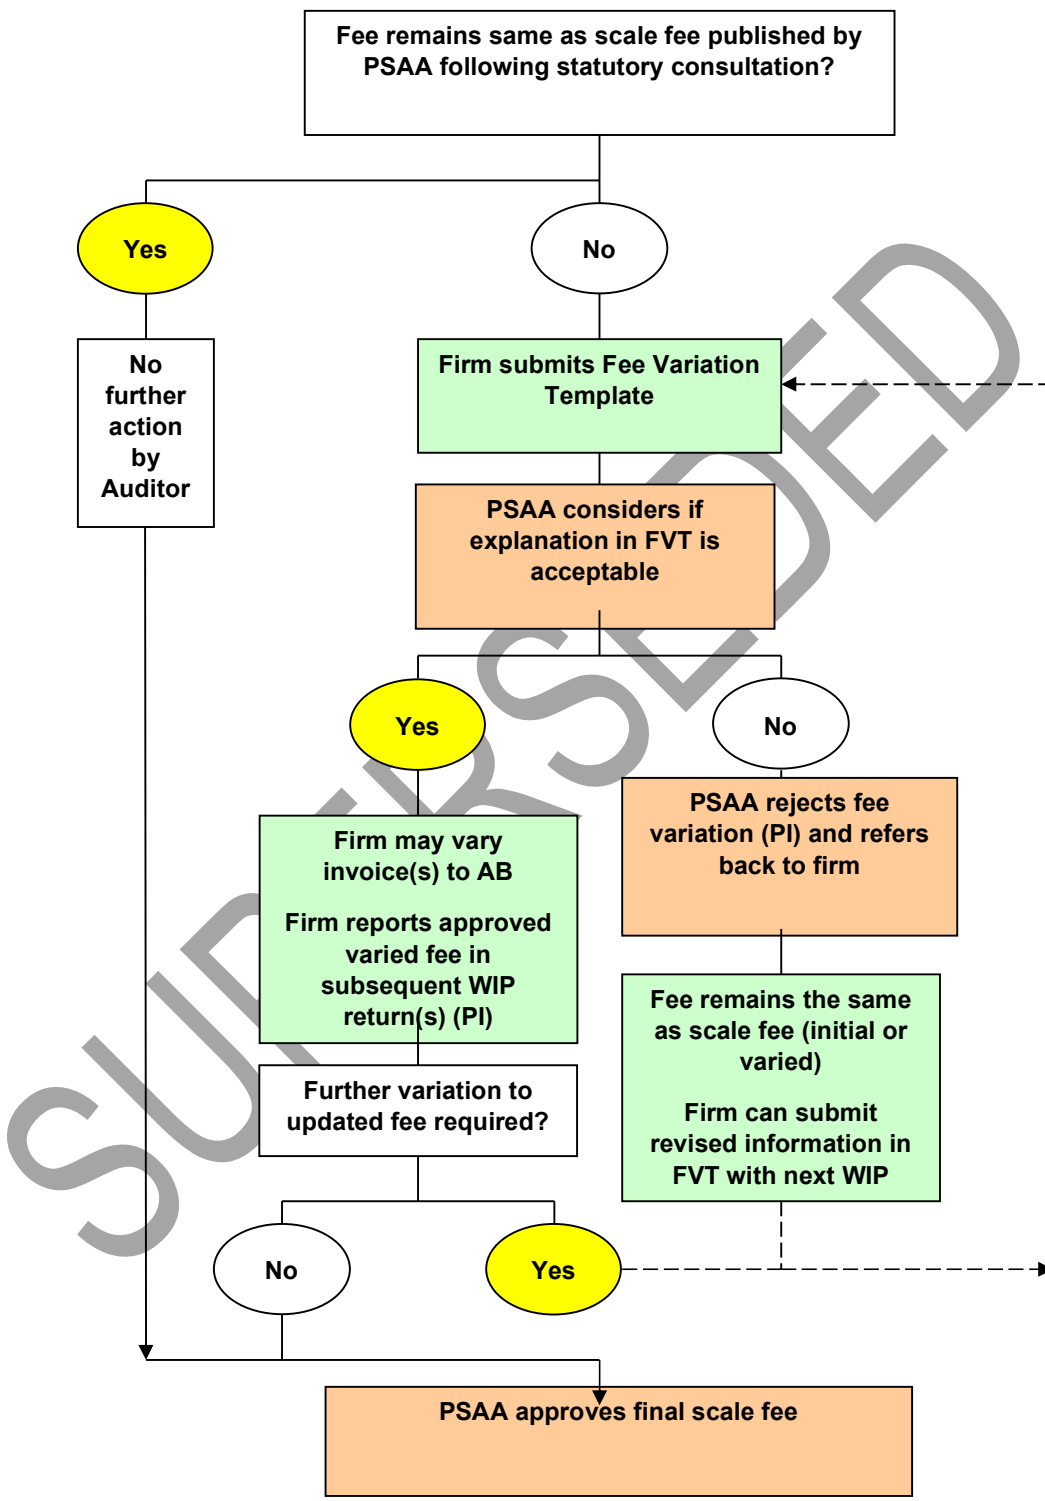 Fee remains same as scale fee published by
PSAA following statutory consultation?
Yes
No
No
further
action
by
Auditor
Firm submits Fee Variation
Template
PSAA considers if
explanation in FVT is
acceptable
Yes
No
Firm may vary
invoice(s) to AB
Firm reports approved
varied fee in
subsequent WIP
return(s) (PI)
PSAA rejects fee
variation (PI) and refers
back to firm
Fee remains the same
as scale fee (initial or
varied)
Firm can submit
revised information in
FVT with next WIP
Further variation to
updated fee required?
No
Yes
PSAA approves final scale fee
SUPERSEDED